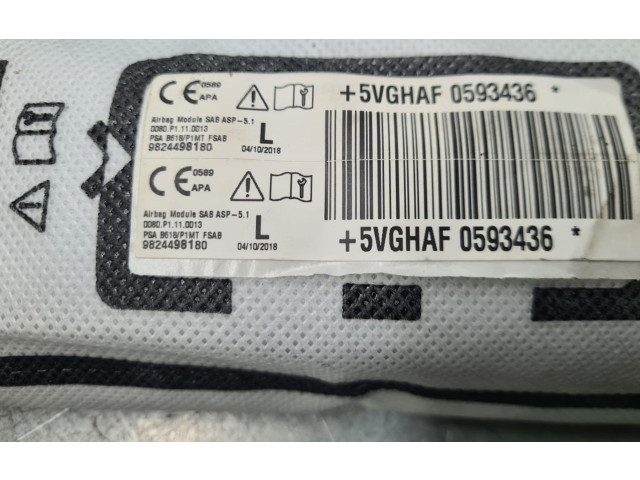 CE 0589 APA
Airbag Module SAB ASP-5.1
0080.P1.11.0013
PSA B618/P1MT FSAB
9824498180
L
04/10/2018
+5VGHAF 0593436 *
CE 0589 APA
Airbag Module SAB ASP-5.1
0080.P1.11.0013
PSA B618/P1MT FSAB
9824498180
L
04/10/2018
+5VGHAF 0593436 *